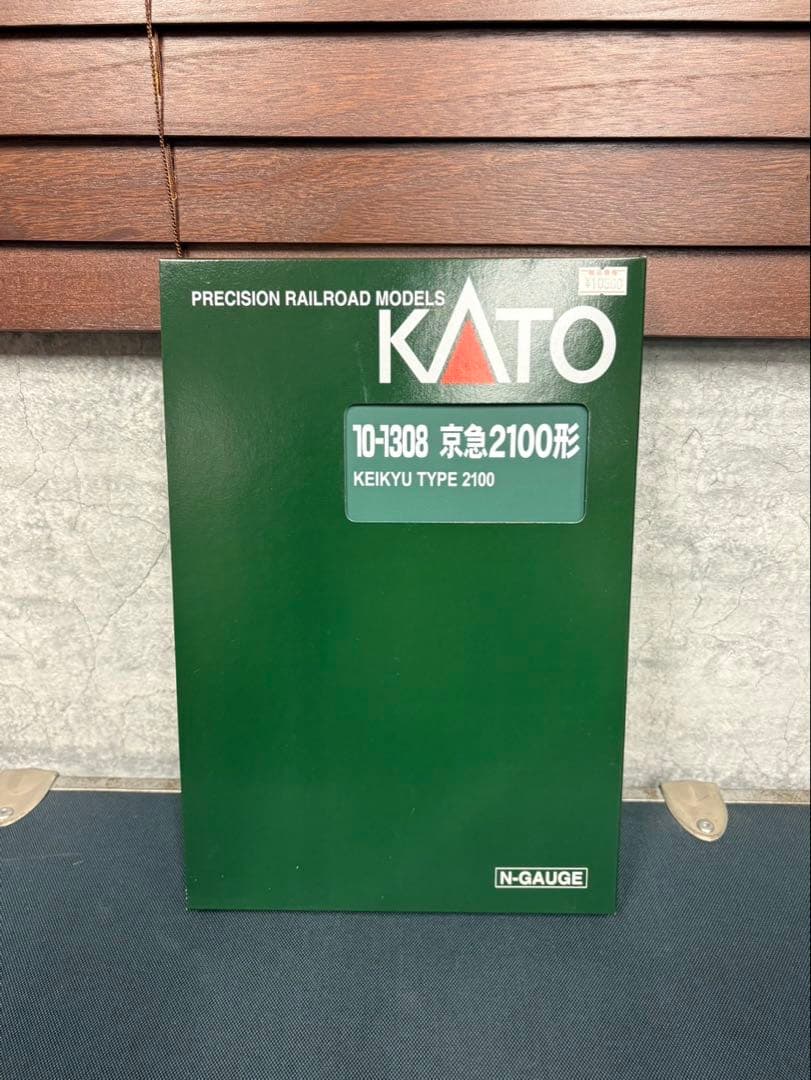 PRECISION RAILROAD MODELS
KATO
10-1308 京急2100形
KEIKYU TYPE 2100
N-GAUGE